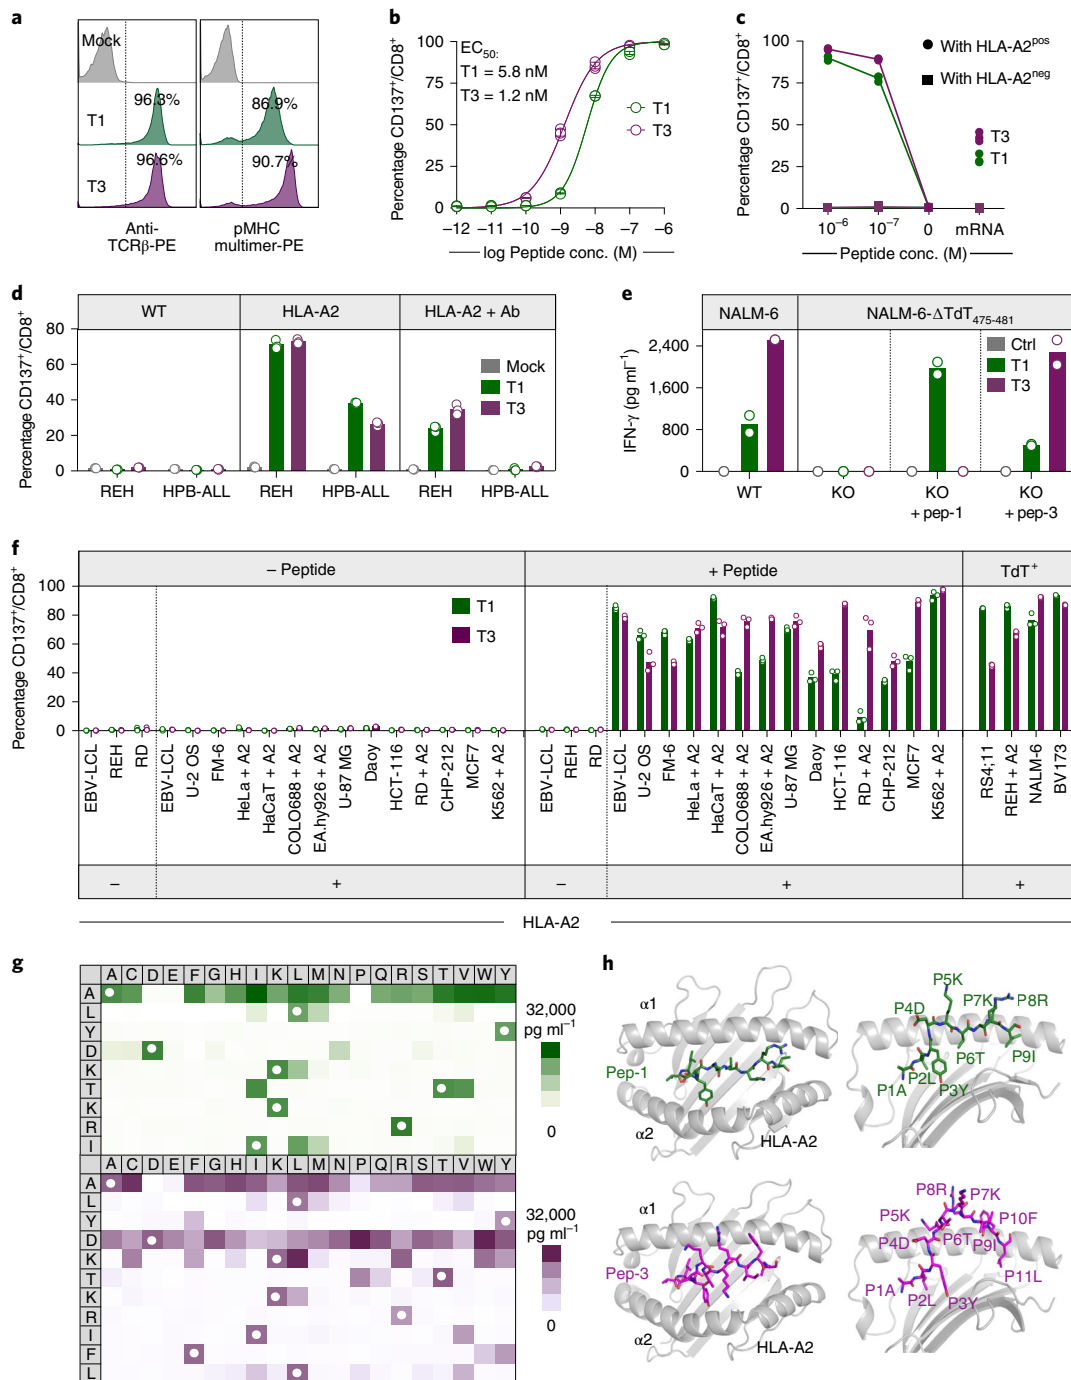 a
Mock
96.3%
86.9%
T1
96.6%
90.7%
T3
Anti-
TCRβ-PE
pMHC
multimer-PE
b
Percentage CD137⁺/CD8⁺
100
75
50
25
0
EC₅₀:
T1 = 5.8 nM
T3 = 1.2 nM
T1
T3
−12 −11 −10 −9 −8 −7 −6
log Peptide conc. (M)
c
Percentage CD137⁺/CD8⁺
100
75
50
25
0
With HLA-A2ᵖᵒˢ
With HLA-A2ⁿᵉᵍ
T3
T1
10⁻⁶ 10⁻⁷ 0 mRNA
Peptide conc. (M)
d
WT HLA-A2 HLA-A2 + Ab
Percentage CD137⁺/CD8⁺
80
60
40
20
0
Mock
T1
T3
REH HPB-ALL REH HPB-ALL REH HPB-ALL
e
NALM-6 NALM-6-ΔTdT₄₇₅₋₄₈₁
IFN-γ (pg ml⁻¹)
2,400
1,600
800
0
Ctrl
T1
T3
WT KO KO KO
+ pep-1 + pep-3
f
− Peptide + Peptide TdT⁺
Percentage CD137⁺/CD8⁺
100
80
60
40
20
0
T1
T3
EBV-LCL
REH
RD
EBV-LCL
U-2 OS
FM-6
HeLa + A2
HaCaT + A2
COLO688 + A2
EA.hy926 + A2
U-87 MG
Daoy
HCT-116
RD + A2
CHP-212
MCF7
K562 + A2
EBV-LCL
REH
RD
EBV-LCL
U-2 OS
FM-6
HeLa + A2
HaCaT + A2
COLO688 + A2
EA.hy926 + A2
U-87 MG
Daoy
HCT-116
RD + A2
CHP-212
MCF7
K562 + A2
RS4;11
REH + A2
NALM-6
BV173
− + − + +
HLA-A2
g
A C D E F G H I K L M N P Q R S T V W Y
A
L
Y
D
K
T
K
R
I
32,000
pg ml⁻¹
0
A C D E F G H I K L M N P Q R S T V W Y
A
L
Y
D
K
T
K
R
I
F
L
32,000
pg ml⁻¹
0
h
α1
Pep-1
α2
HLA-A2
P5K
P4D
P7K
P8R
P6T
P9I
P1A
P2L
P3Y
α1
Pep-3
α2
HLA-A2
P8R
P7K
P5K
P10F
P4D
P6T
P9I
P11L
P1A
P2L
P3Y